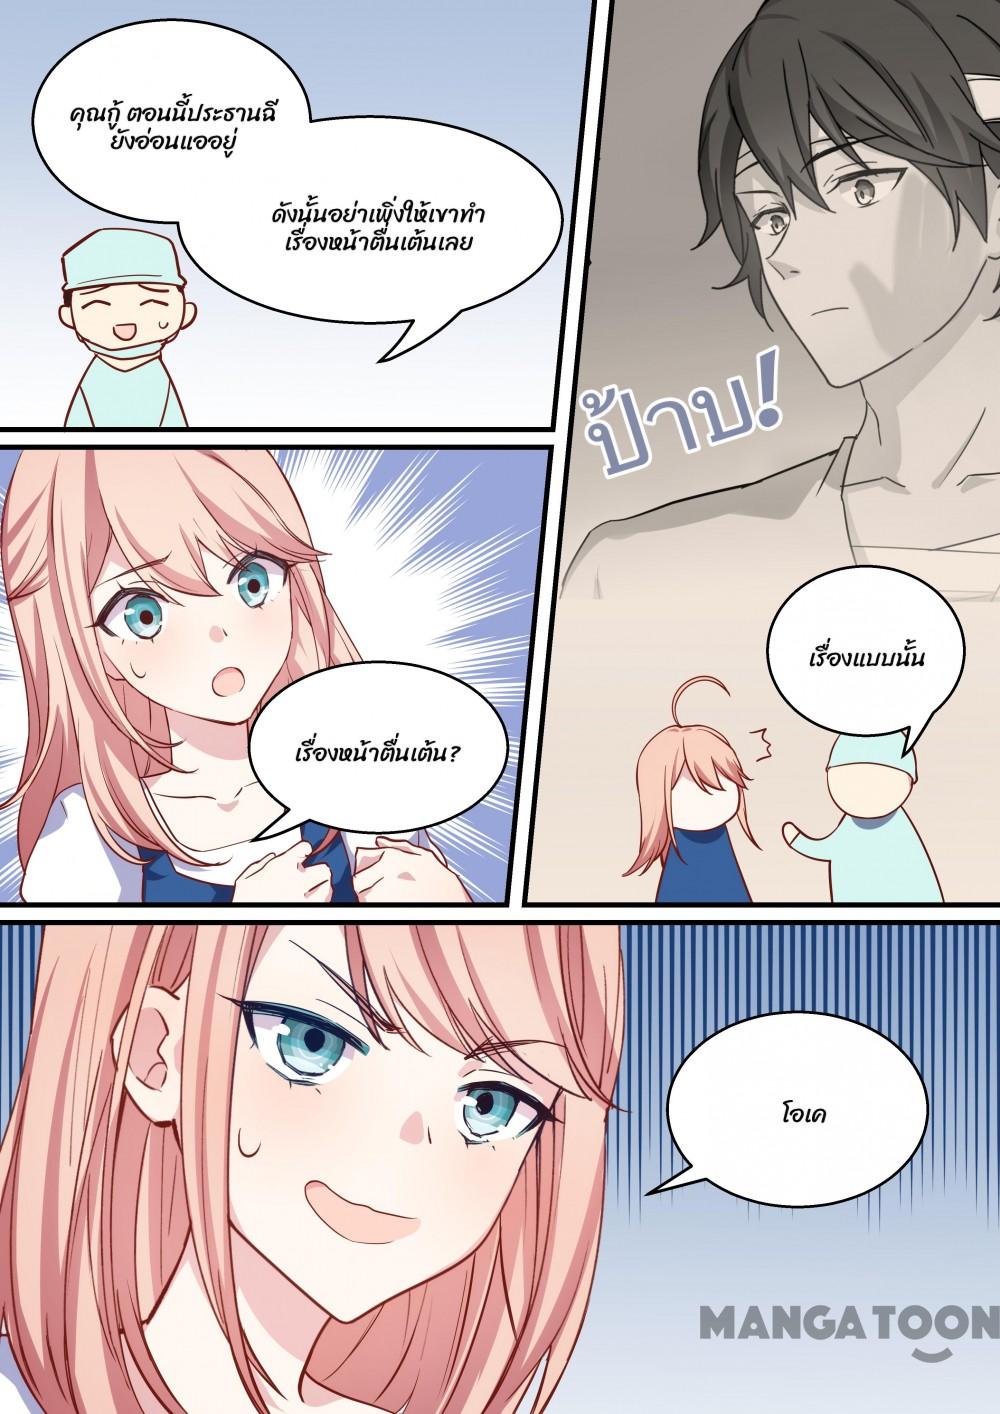 คุณกู้ ตอนนี้ประธานฉี
ยังอ่อนแออยู่
ดังนั้นอย่าเพิ่งให้เขาทำ
เรื่องหน้าตื่นเต้นเลย
ป้าบ!
เรื่องหน้าตื่นเต้น?
เรื่องแบบนั้น
โอเค
MANGATOON